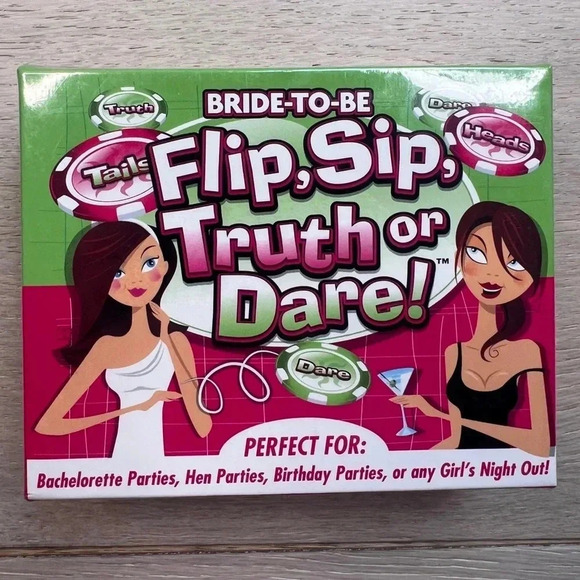 BRIDE-TO-BE
Truth
Dare
Tails
Heads
Flip, Sip,
Truth or
Dare!™
Dare
PERFECT FOR:
Bachelorette Parties, Hen Parties, Birthday Parties, or any Girl's Night Out!